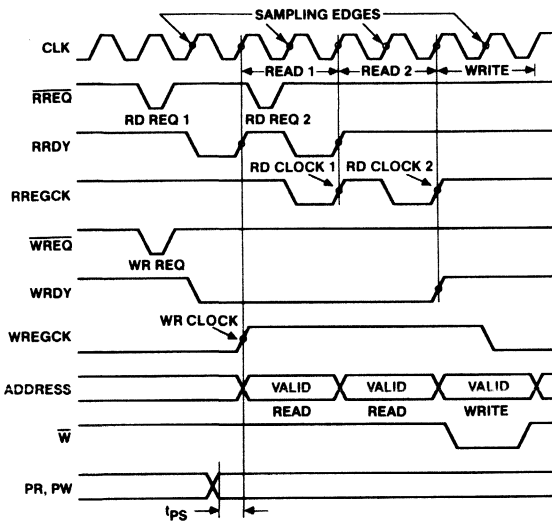 SAMPLING EDGES
CLK
READ 1 READ 2 WRITE
RREQ
RD REQ 1 RD REQ 2
RRDY
RD CLOCK 1 RD CLOCK 2
RREGCK
WREQ
WR REQ
WRDY
WR CLOCK
WREGCK
ADDRESS VALID VALID VALID
READ READ WRITE
W
PR, PW
tPS